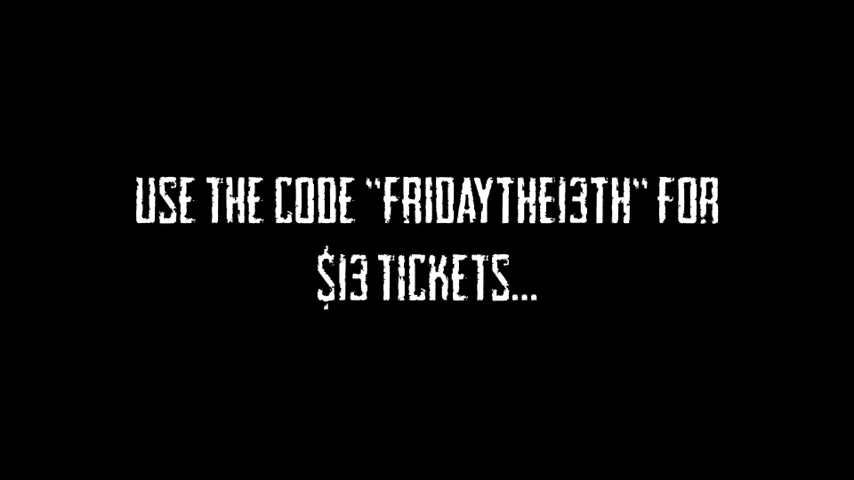 USE THE CODE "FRIDAYTHE13TH" FOR
$13 TICKETS...